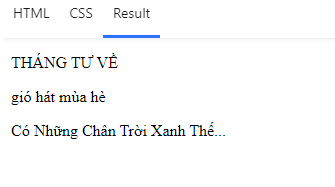 HTML CSS Result
THÁNG TƯ VỀ
gió hát mùa hè
Có Những Chân Trời Xanh Thế...